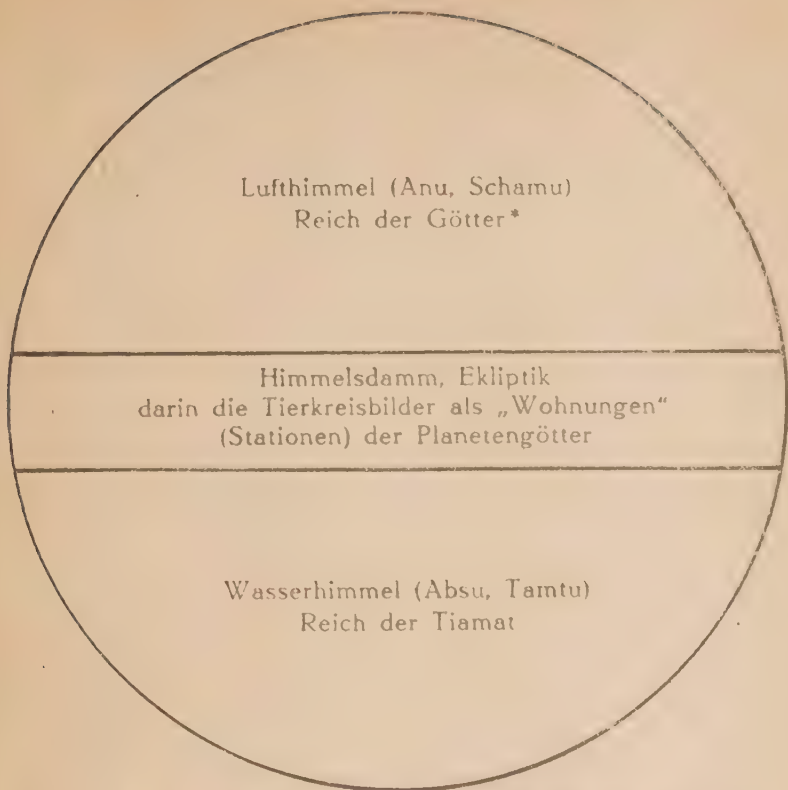 Lufthimmel (Anu, Schamu)
Reich der Götter*
Himmelsdamm, Ekliptik
darin die Tierkreisbilder als „Wohnungen“
(Stationen) der Planetengötter
Wasserhimmel (Absu, Tamtu)
Reich der Tiamat